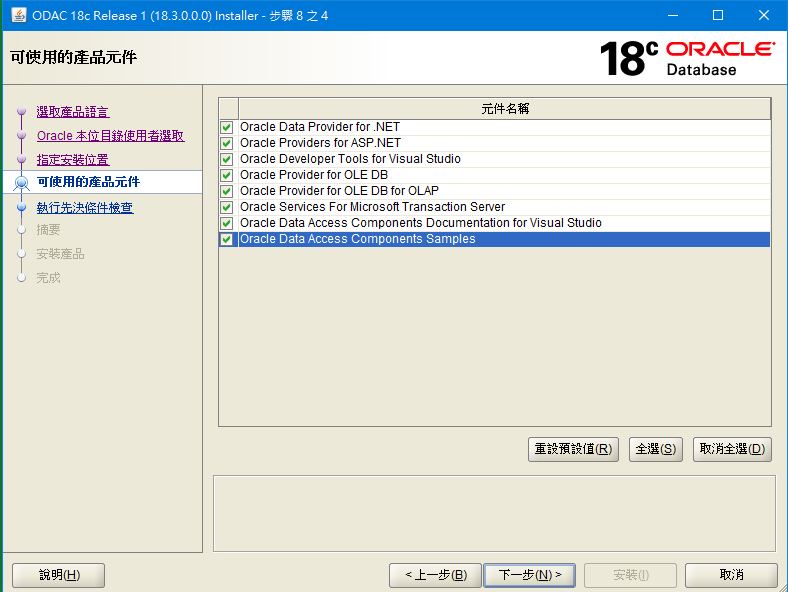 ODAC 18c Release 1 (18.3.0.0.0) Installer - 步驟 8 之 4
可使用的產品元件
18c ORACLE Database
選取產品語言
Oracle 本位目錄使用者選取
指定安裝位置
可使用的產品元件
執行先決條件檢查
摘要
安裝產品
完成
元件名稱
Oracle Data Provider for .NET
Oracle Providers for ASP.NET
Oracle Developer Tools for Visual Studio
Oracle Provider for OLE DB
Oracle Provider for OLE DB for OLAP
Oracle Services For Microsoft Transaction Server
Oracle Data Access Components Documentation for Visual Studio
Oracle Data Access Components Samples
重設預設值(R) 全選(S) 取消全選(D)
說明(H) < 上一步(B) 下一步(N) > 安裝(I) 取消